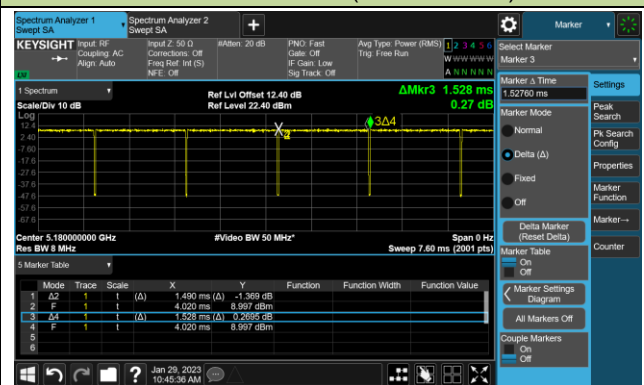 Spectrum Analyzer 1
Swept SA
Spectrum Analyzer 2
Swept SA
+
Marker
KEYSIGHT
Input: RF
Coupling: AC
Align: Auto
Input Z: 50 Ω
Corrections: Off
Freq Ref: Int (S)
NFE: Off
#Atten: 20 dB
PNO: Fast
Gate: Off
IF Gain: Low
Sig Track: Off
Avg Type: Power (RMS)
Trig: Free Run
1 2 3 4 5 6
W W W W W W
A N N N N N
Select Marker
Marker 3
1 Spectrum
Scale/Div 10 dB
Log
Ref Lvl Offset 12.40 dB
Ref Level 22.40 dBm
ΔMkr3 1.528 ms
0.27 dB
12.4
2.40
-7.60
-17.6
-27.6
-37.6
-47.6
-57.6
-67.6
X2
3Δ4
Center 5.180000000 GHz
Res BW 8 MHz
#Video BW 50 MHz*
Span 0 Hz
Sweep 7.60 ms (2001 pts)
5 Marker Table
Mode Trace Scale X Y Function Function Width Function Value
1 Δ2 1 t (Δ) 1.490 ms (Δ) -1.369 dB
2 F 1 t 4.020 ms 8.997 dBm
3 Δ4 1 t (Δ) 1.528 ms (Δ) 0.2695 dB
4 F 1 t 4.020 ms 8.997 dBm
5
6
Marker Δ Time
1.52760 ms
Marker Mode
Normal
Delta (Δ)
Fixed
Off
Delta Marker
(Reset Delta)
Marker Table
On
Off
Marker Settings
Diagram
All Markers Off
Couple Markers
On
Off
Settings
Peak
Search
Pk Search
Config
Properties
Marker
Function
Marker→
Counter
?
Jan 29, 2023
10:45:36 AM